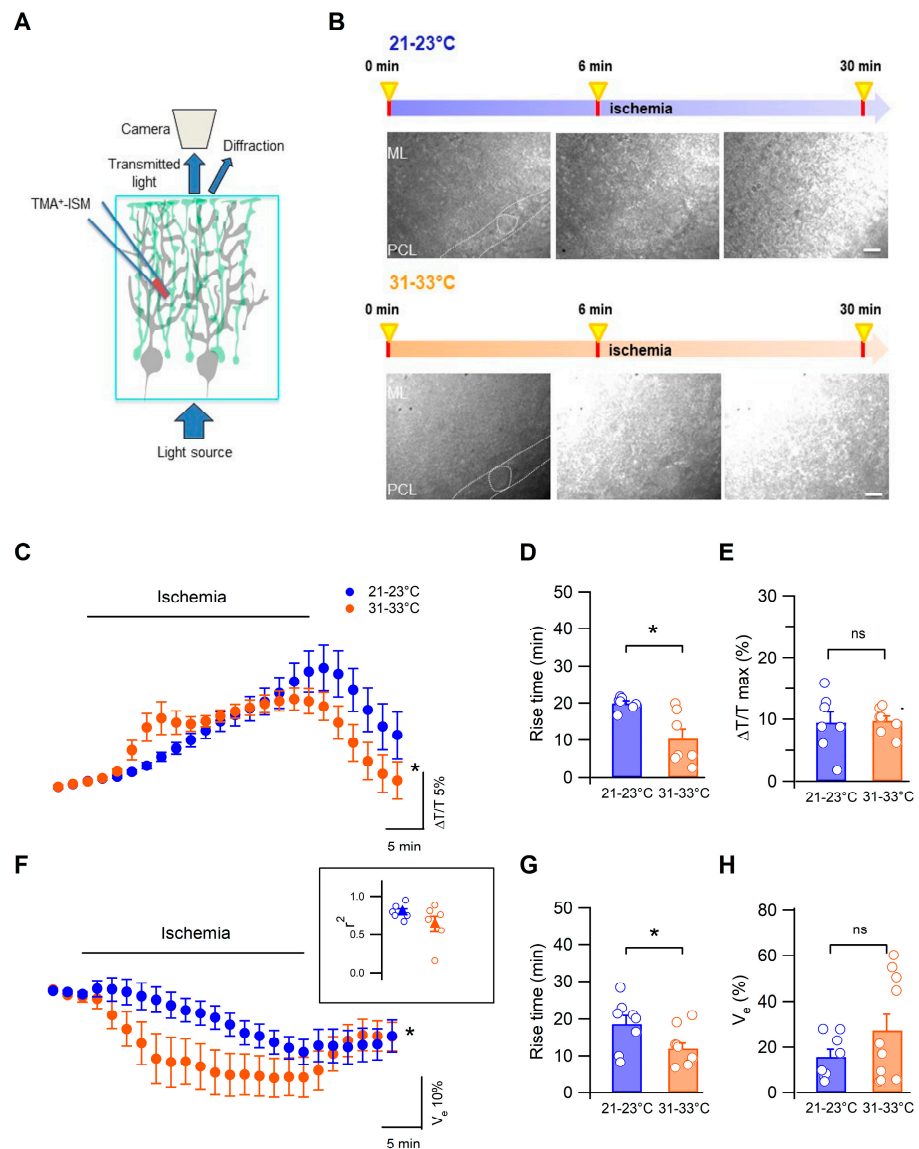 A
Camera
Transmitted
light
Diffraction
TMA⁺-ISM
Light source
B
21-23°C
0 min
6 min
30 min
ischemia
ML
PCL
31-33°C
0 min
6 min
30 min
ischemia
ML
PCL
C
Ischemia
21-23°C
31-33°C
*
ΔT/T 5%
5 min
D
Rise time (min)
50
40
30
20
10
0
*
21-23°C 31-33°C
E
ΔT/T max (%)
30
20
10
0
ns
21-23°C 31-33°C
F
Ischemia
r²
1.0
0.5
0.0
*
Vₑ 10%
5 min
G
Rise time (min)
50
40
30
20
10
0
*
21-23°C 31-33°C
H
Vₑ (%)
80
60
40
20
0
ns
21-23°C 31-33°C